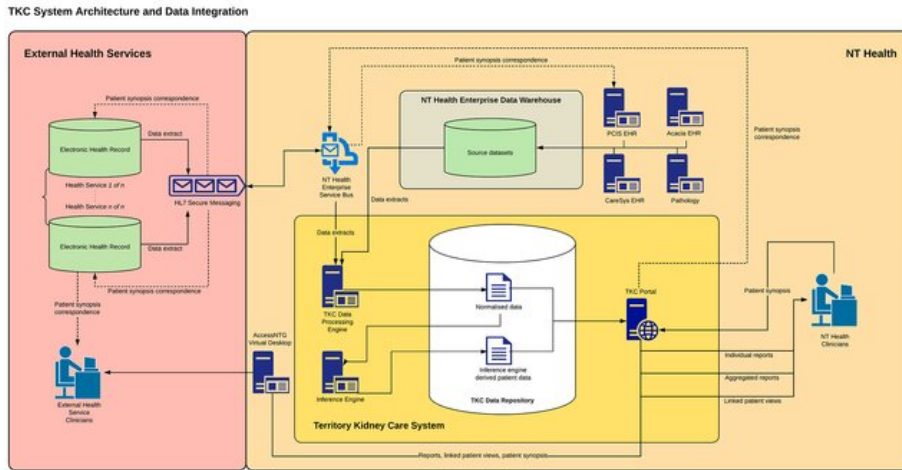 TKC System Architecture and Data Integration
External Health Services
NT Health
Patient synopsis correspondence
Electronic Health Record
Data extract
Health Service 1 of n
Health Service n of n
HL7 Secure Messaging
Electronic Health Record
Data extract
Patient synopsis correspondence
Patient synopsis
correspondence
External Health
Service
Clinicians
AccessNTG
Virtual Desktop
Patient synopsis correspondence
NT Health
Enterprise
Service Bus
NT Health Enterprise Data Warehouse
Source datasets
PCIS EHR
Acacia EHR
CareSys EHR
Pathology
Patient synopsis
correspondence
Data extracts
Data extracts
TKC Data
Processing
Engine
Normalised data
Inference Engine
Inference engine
derived patient data
TKC Data Repository
TKC Portal
Territory Kidney Care System
Patient synopsis
NT Health
Clinicians
Individual reports
Aggregated reports
Linked patient views
Reports, linked patient views, patient synopsis